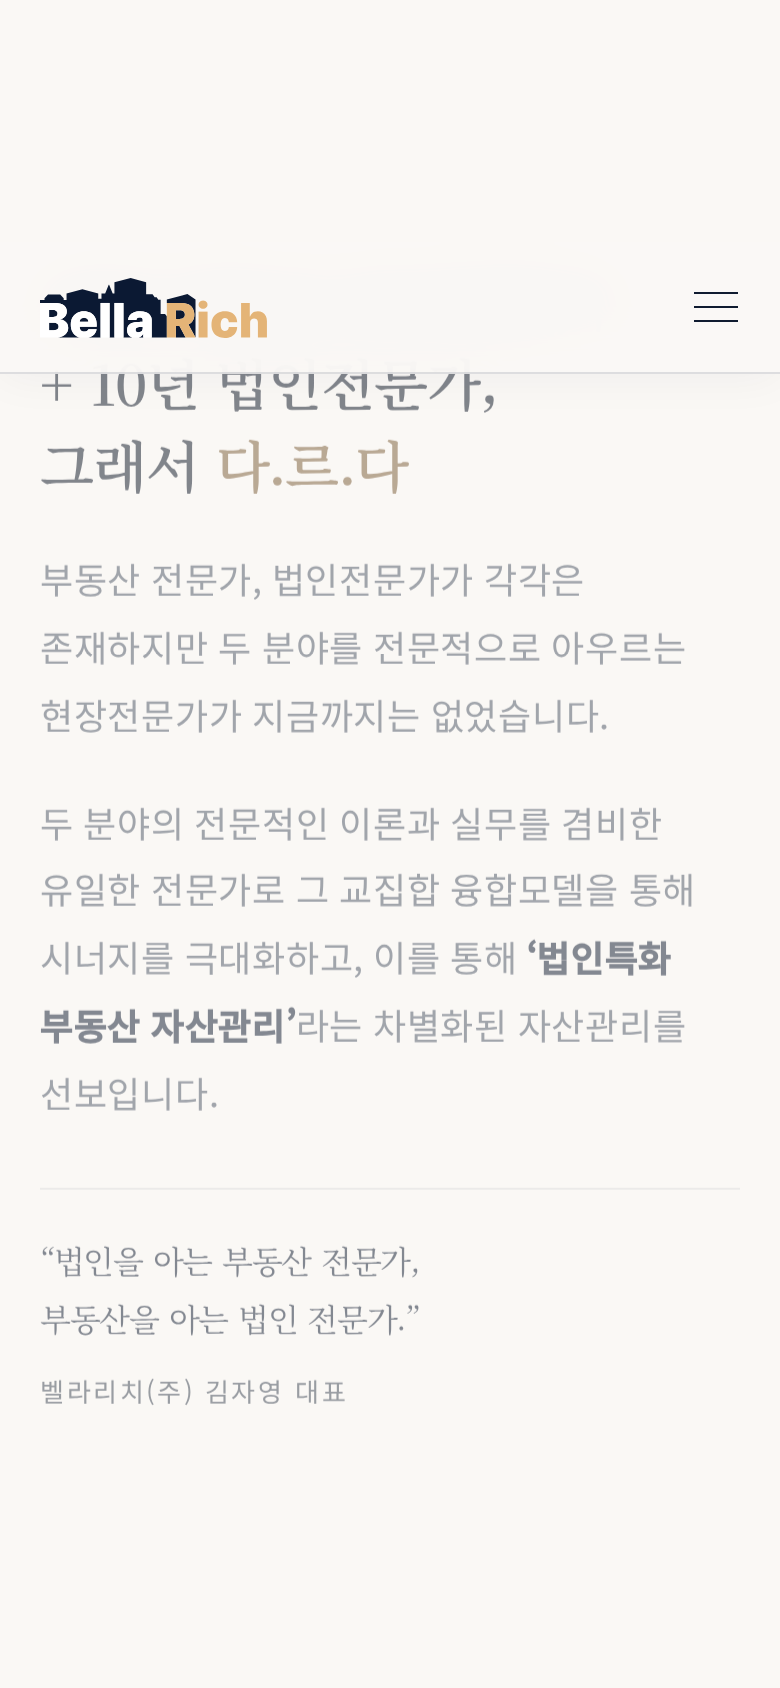 Bella Rich
+ 10년 법인전문가,
그래서 다.르.다
부동산 전문가, 법인전문가가 각각은
존재하지만 두 분야를 전문적으로 아우르는
현장전문가가 지금까지는 없었습니다.
두 분야의 전문적인 이론과 실무를 겸비한
유일한 전문가로 그 교집합 융합모델을 통해
시너지를 극대화하고, 이를 통해 ‘법인특화
부동산 자산관리’라는 차별화된 자산관리를
선보입니다.
“법인을 아는 부동산 전문가,
부동산을 아는 법인 전문가.”
벨라리치(주) 김자영 대표